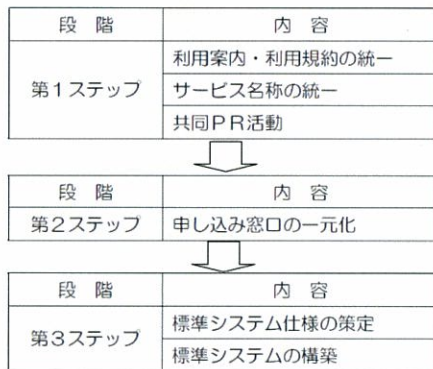 段 階 内 容
第1ステップ
利用案内・利用規約の統一
サービス名称の統一
共同PR活動
段 階 内 容
第2ステップ 申し込み窓口の一元化
段 階 内 容
第3ステップ
標準システム仕様の策定
標準システムの構築